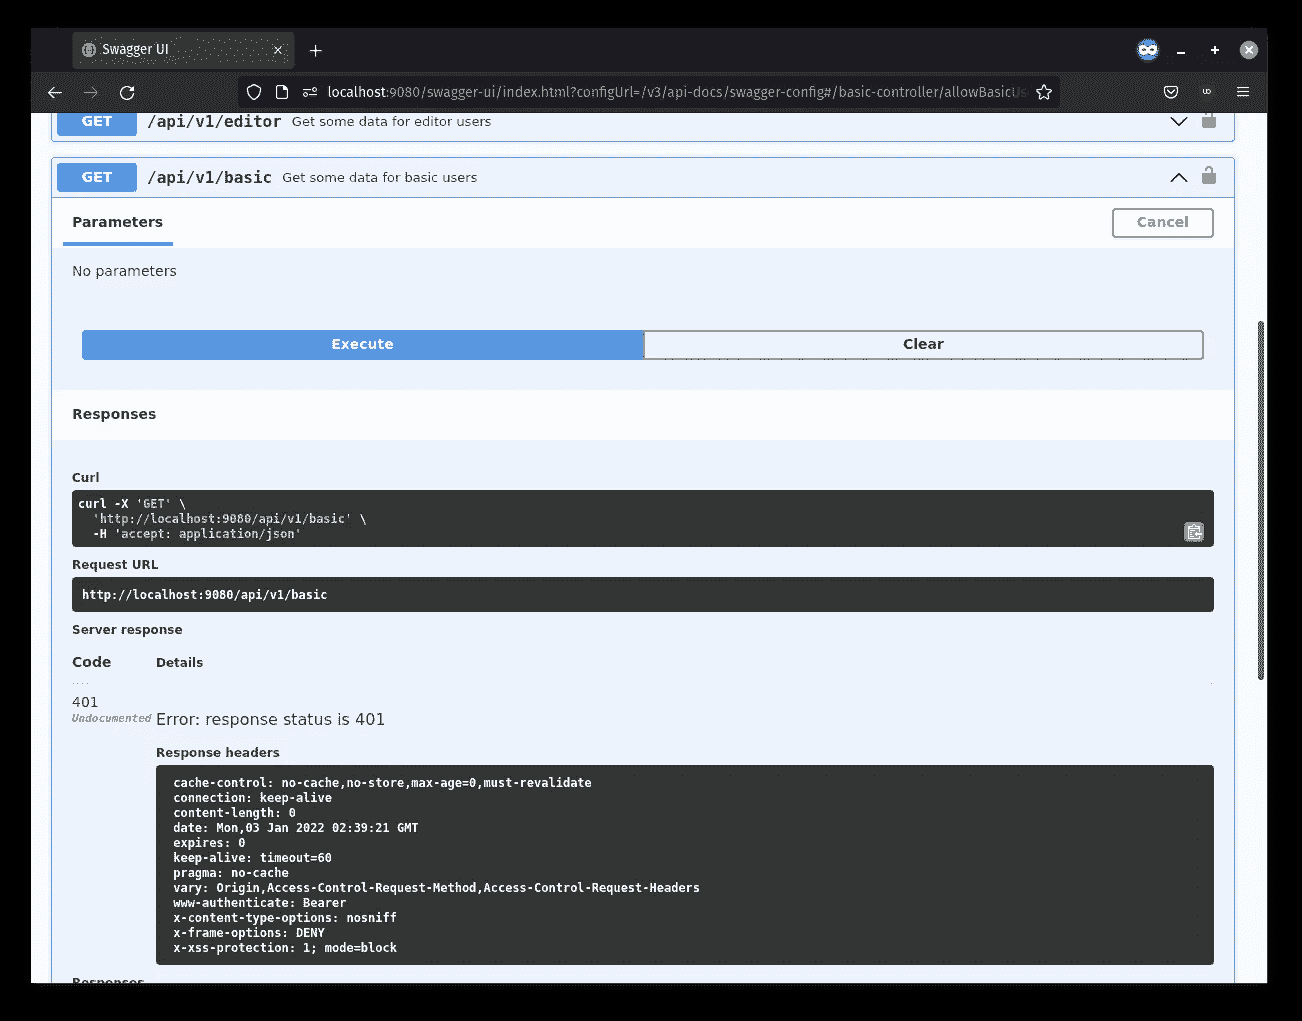 Swagger UI
localhost:9080/swagger-ui/index.html?configUrl=/v3/api-docs/swagger-config#/basic-controller/allowBasicUs
GET /api/v1/editor Get some data for editor users
GET /api/v1/basic Get some data for basic users
Parameters
Cancel
No parameters
Execute
Clear
Responses
Curl
curl -X 'GET' \
'http://localhost:9080/api/v1/basic' \
-H 'accept: application/json'
Request URL
http://localhost:9080/api/v1/basic
Server response
Code Details
401
Undocumented Error: response status is 401
Response headers
cache-control: no-cache,no-store,max-age=0,must-revalidate
connection: keep-alive
content-length: 0
date: Mon,03 Jan 2022 02:39:21 GMT
expires: 0
keep-alive: timeout=60
pragma: no-cache
vary: Origin,Access-Control-Request-Method,Access-Control-Request-Headers
www-authenticate: Bearer
x-content-type-options: nosniff
x-frame-options: DENY
x-xss-protection: 1; mode=block
Responses